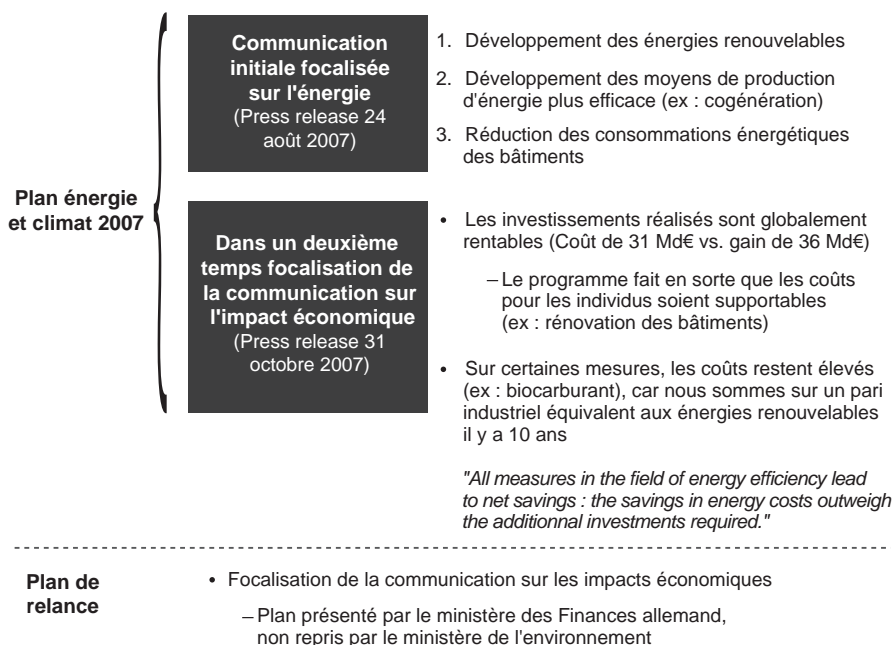 Plan énergie
et climat 2007
Communication
initiale focalisée
sur l'énergie
(Press release 24
août 2007)
1. Développement des énergies renouvelables
2. Développement des moyens de production
d'énergie plus efficace (ex : cogénération)
3. Réduction des consommations énergétiques
des bâtiments
Dans un deuxième
temps focalisation de
la communication sur
l'impact économique
(Press release 31
octobre 2007)
• Les investissements réalisés sont globalement
rentables (Coût de 31 Md€ vs. gain de 36 Md€)
– Le programme fait en sorte que les coûts
pour les individus soient supportables
(ex : rénovation des bâtiments)
• Sur certaines mesures, les coûts restent élevés
(ex : biocarburant), car nous sommes sur un pari
industriel équivalent aux énergies renouvelables
il y a 10 ans
"All measures in the field of energy efficiency lead
to net savings : the savings in energy costs outweigh
the additionnal investments required."
Plan de
relance
• Focalisation de la communication sur les impacts économiques
– Plan présenté par le ministère des Finances allemand,
non repris par le ministère de l'environnement